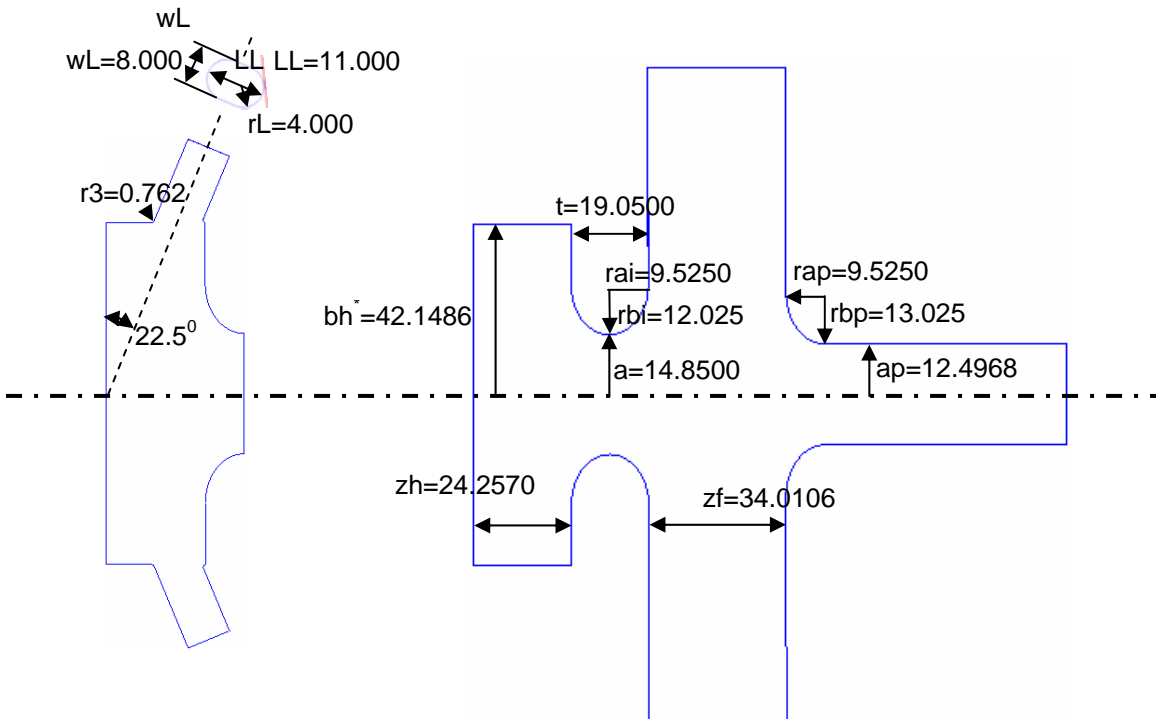 wL
wL=8.000
LL LL=11.000
rL=4.000
r3=0.762
22.5⁰
t=19.0500
rai=9.5250
rap=9.5250
bh*=42.1486
rbi=12.025
rbp=13.025
a=14.8500
ap=12.4968
zh=24.2570
zf=34.0106